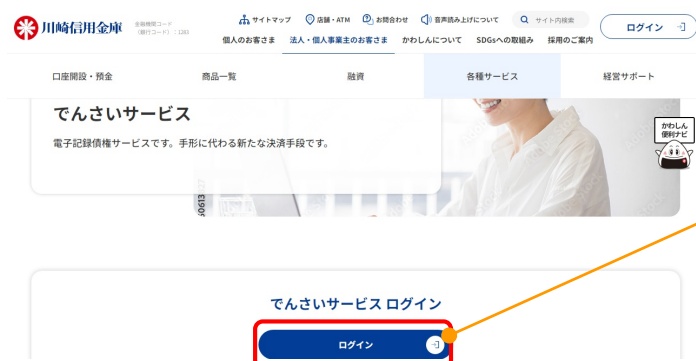 川崎信用金庫
金融機関コード
(銀行コード):1283
サイトマップ 店舗・ATM お問合わせ 音声読み上げについて サイト内検索
ログイン
個人のお客さま 法人・個人事業主のお客さま かわしんについて SDGsへの取組み 採用のご案内
口座開設・預金 商品一覧 融資 各種サービス 経営サポート
でんさいサービス
電子記録債権サービスです。手形に代わる新たな決済手段です。
かわしん
便利ナビ
でんさいサービス ログイン
ログイン